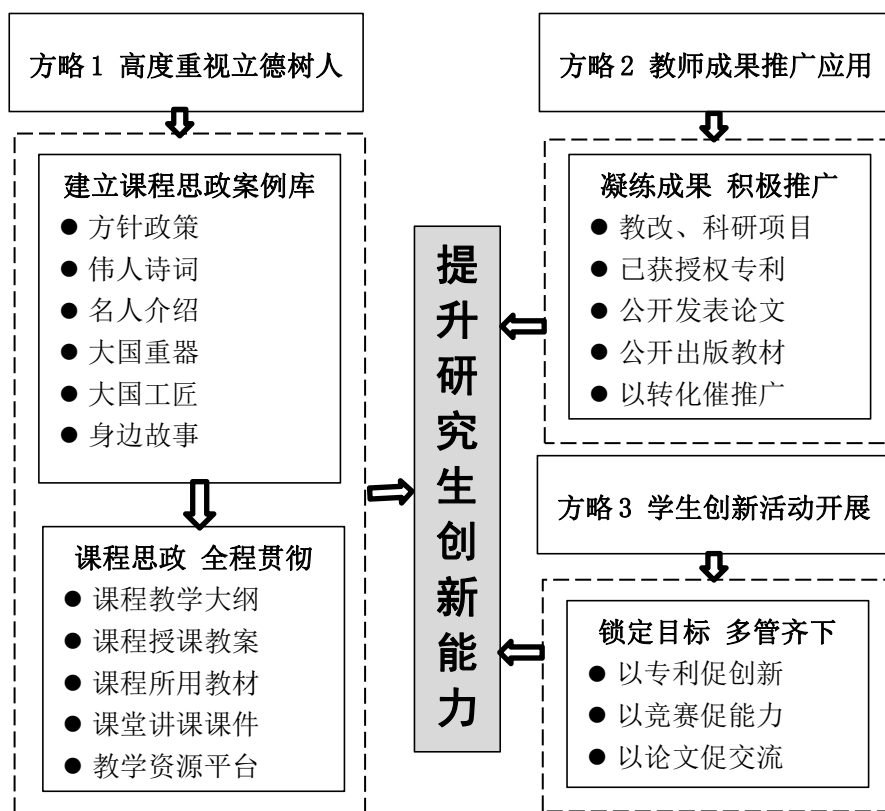 方略1 高度重视立德树人
建立课程思政案例库
● 方针政策
● 伟人诗词
● 名人介绍
● 大国重器
● 大国工匠
● 身边故事
课程思政 全程贯彻
● 课程教学大纲
● 课程授课教案
● 课程所用教材
● 课堂讲课课件
● 教学资源平台
提升研究生创新能力
方略2 教师成果推广应用
凝练成果 积极推广
● 教改、科研项目
● 已获授权专利
● 公开发表论文
● 公开出版教材
● 以转化催推广
方略3 学生创新活动开展
锁定目标 多管齐下
● 以专利促创新
● 以竞赛促能力
● 以论文促交流